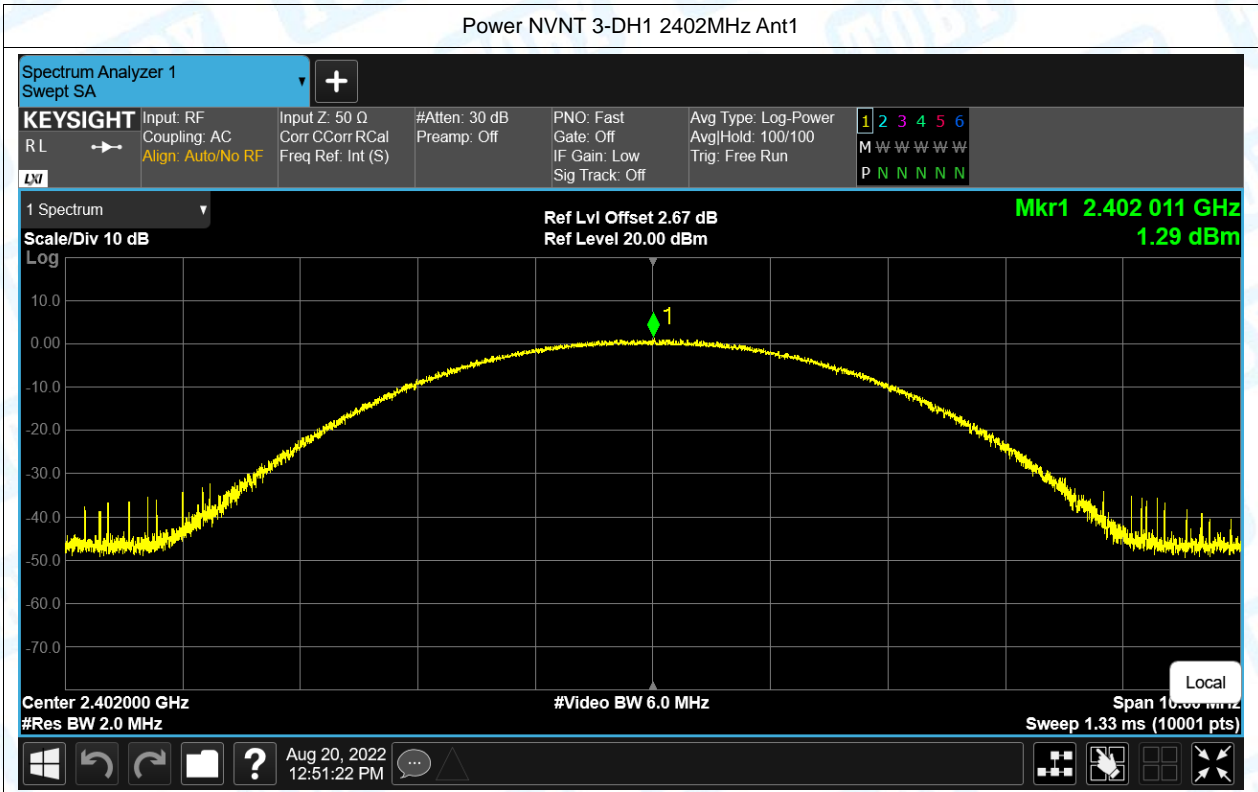 Power NVNT 3-DH1 2402MHz Ant1
Spectrum Analyzer 1
Swept SA
KEYSIGHT
RL
LXI
Input: RF
Coupling: AC
Align: Auto/No RF
Input Z: 50 Ω
Corr CCorr RCal
Freq Ref: Int (S)
#Atten: 30 dB
Preamp: Off
PNO: Fast
Gate: Off
IF Gain: Low
Sig Track: Off
Avg Type: Log-Power
Avg|Hold: 100/100
Trig: Free Run
1 2 3 4 5 6
M W W W W W
P N N N N N
1 Spectrum
Scale/Div 10 dB
Ref Lvl Offset 2.67 dB
Ref Level 20.00 dBm
Mkr1 2.402 011 GHz
1.29 dBm
Log
10.0
0.00
-10.0
-20.0
-30.0
-40.0
-50.0
-60.0
-70.0
1
Center 2.402000 GHz
#Res BW 2.0 MHz
#Video BW 6.0 MHz
Local
Span 10.00 MHz
Sweep 1.33 ms (10001 pts)
?
Aug 20, 2022
12:51:22 PM